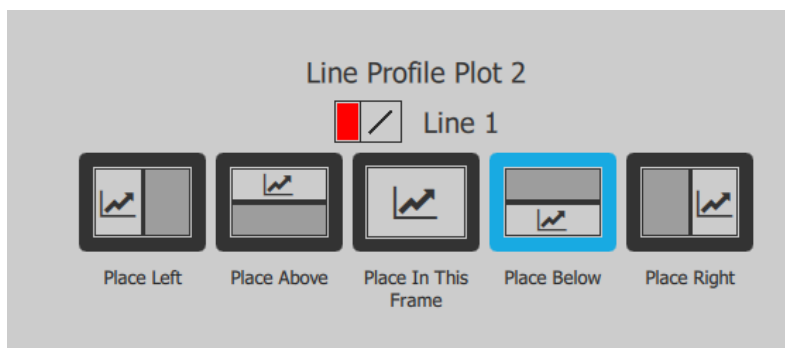 Line Profile Plot 2
Line 1
Place Left
Place Above
Place In This
Frame
Place Below
Place Right